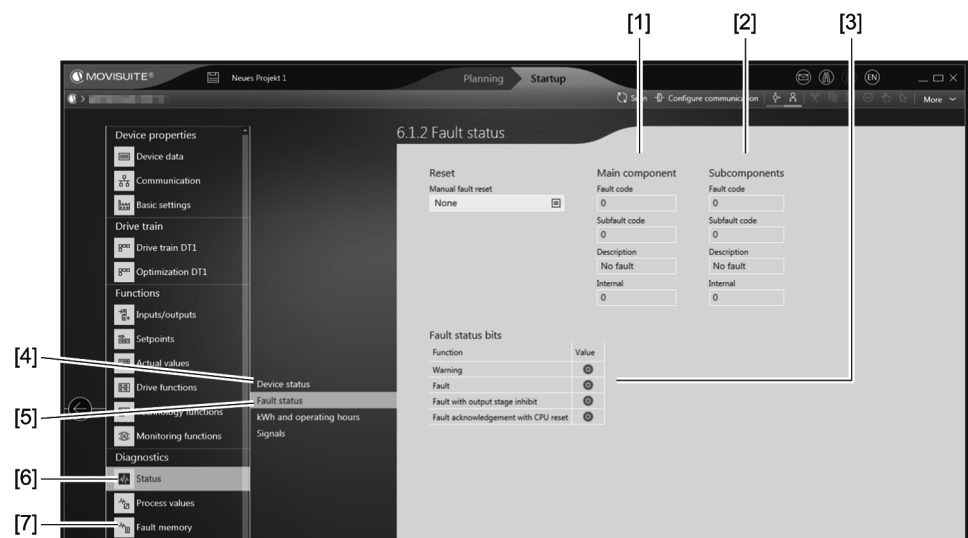 [1] [2] [3]
MOVISUITE® Neues Projekt 1 Planning Startup EN
Scan Configure communication More
6.1.2 Fault status
Device properties
Device data
Communication
Basic settings
Drive train
Drive train DT1
Optimization DT1
Functions
Inputs/outputs
Setpoints
Actual values
Drive functions
Technology functions
Monitoring functions
Diagnostics
Status
Process values
Fault memory
[4]
[5]
[6]
[7]
Device status
Fault status
kWh and operating hours
Signals
Reset
Manual fault reset
None
Main component
Fault code
0
Subfault code
0
Description
No fault
Internal
0
Subcomponents
Fault code
0
Subfault code
0
Description
No fault
Internal
0
Fault status bits
Function Value
Warning
Fault
Fault with output stage inhibit
Fault acknowledgement with CPU reset